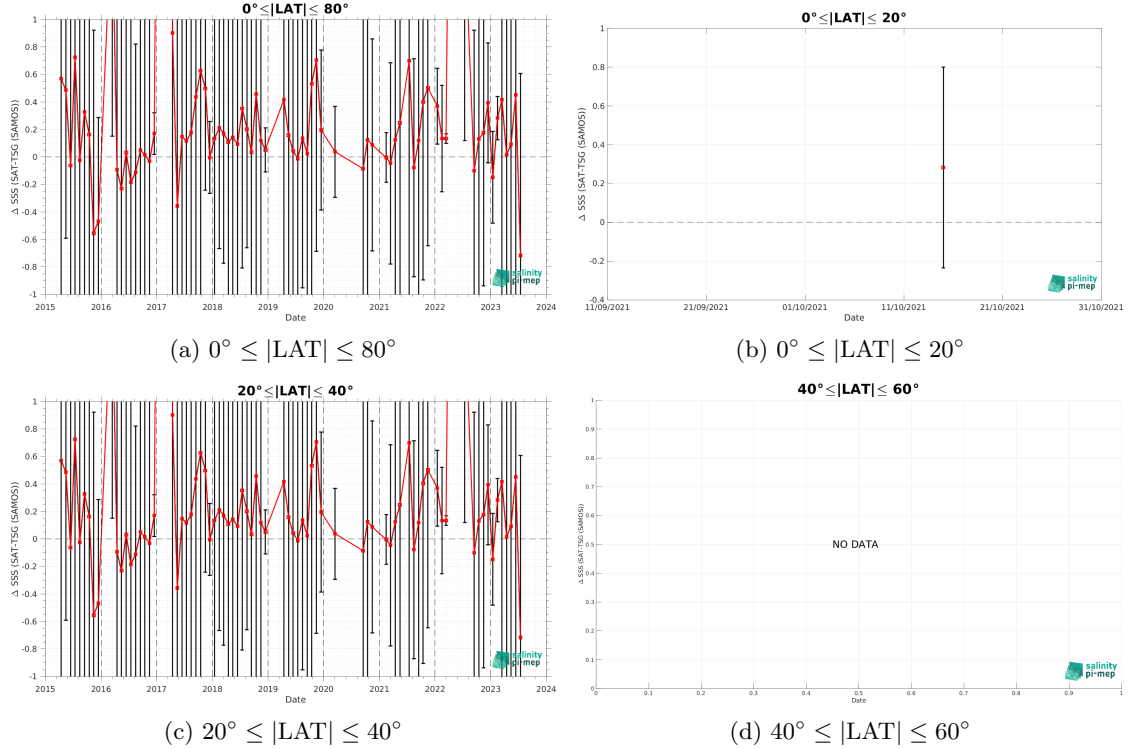 0°≤|LAT|≤ 80°
Δ SSS (SAT-TSG (SAMOS))
1
0.8
0.6
0.4
0.2
0
-0.2
-0.4
-0.6
-0.8
-1
2015 2016 2017 2018 2019 2020 2021 2022 2023 2024
Date
salinity
pi-mep
(a) 0° ≤ |LAT| ≤ 80°
0°≤|LAT|≤ 20°
Δ SSS (SAT-TSG (SAMOS))
1
0.8
0.6
0.4
0.2
0
-0.2
-0.4
11/09/2021 21/09/2021 01/10/2021 11/10/2021 21/10/2021 31/10/2021
Date
salinity
pi-mep
(b) 0° ≤ |LAT| ≤ 20°
20°≤|LAT|≤ 40°
Δ SSS (SAT-TSG (SAMOS))
1
0.8
0.6
0.4
0.2
0
-0.2
-0.4
-0.6
-0.8
-1
2015 2016 2017 2018 2019 2020 2021 2022 2023 2024
Date
salinity
pi-mep
(c) 20° ≤ |LAT| ≤ 40°
40°≤|LAT|≤ 60°
Δ SSS (SAT-TSG (SAMOS))
1
0.9
0.8
0.7
0.6
0.5
0.4
0.3
0.2
0.1
0
NO DATA
0 0.1 0.2 0.3 0.4 0.5 0.6 0.7 0.8 0.9 1
Date
salinity
pi-mep
(d) 40° ≤ |LAT| ≤ 60°